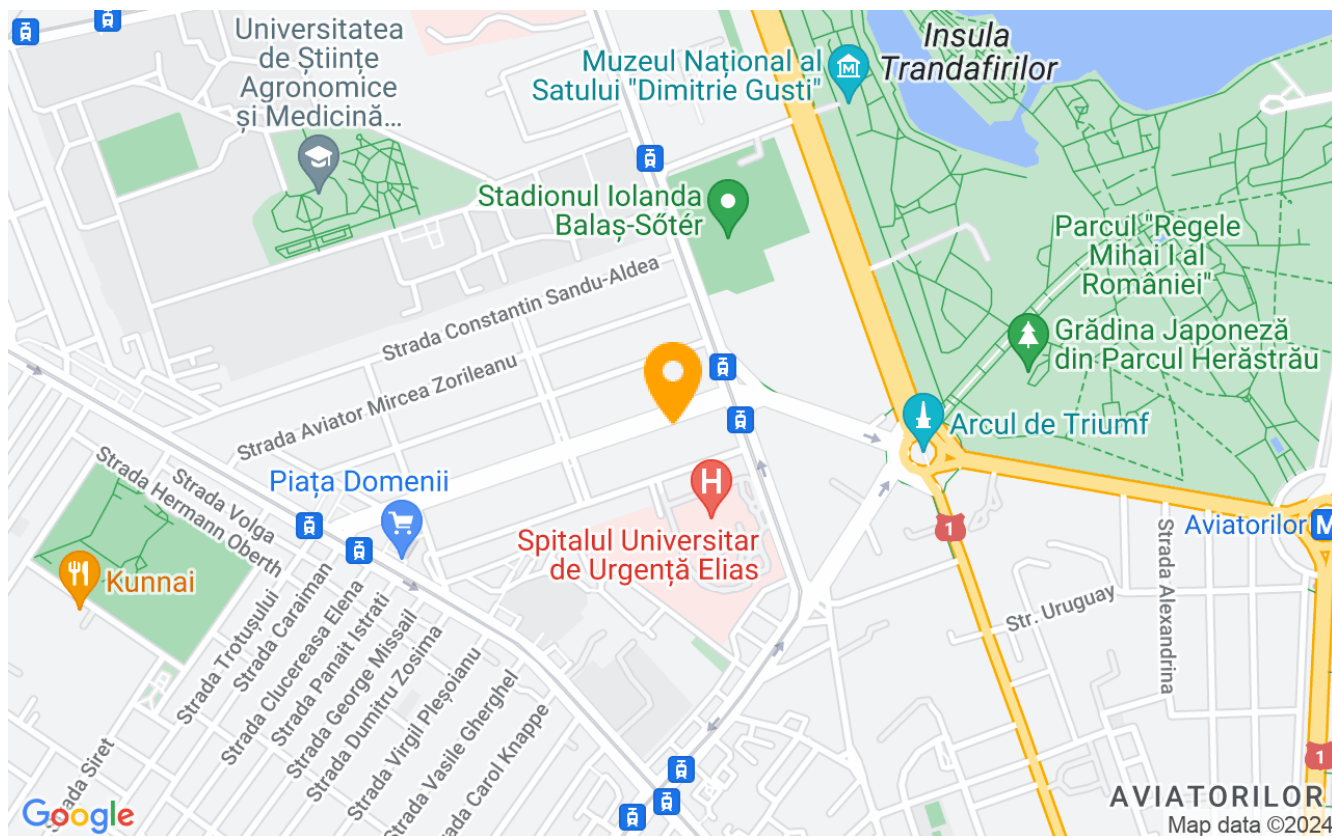 Universitatea
de Științe
Agronomice
și Medicină...
Muzeul Național al
Satului "Dimitrie Gusti"
Insula
Trandafirilor
Stadionul Iolanda
Balaș-Sőtér
Parcul "Regele
Mihai I al
României"
Grădina Japoneză
din Parcul Herăstrău
Strada Constantin Sandu-Aldea
Strada Aviator Mircea Zorileanu
Arcul de Triumf
Piața Domenii
H
Spitalul Universitar
de Urgență Elias
Strada Volga
Strada Hermann Oberth
Kunnai
1
Aviatorilor
M
Strada Alexandrina
Str. Uruguay
Strada Trotușului
Strada Caraiman
Strada Clucereasa Elena
Strada Panait Istrati
Strada George Missail
Strada Dumitru Zosima
Strada Virgil Pleșoianu
Strada Vasile Gherghel
Strada Carol Knappe
Strada Siret
1
AVIATORILOR
Google
Map data ©2024